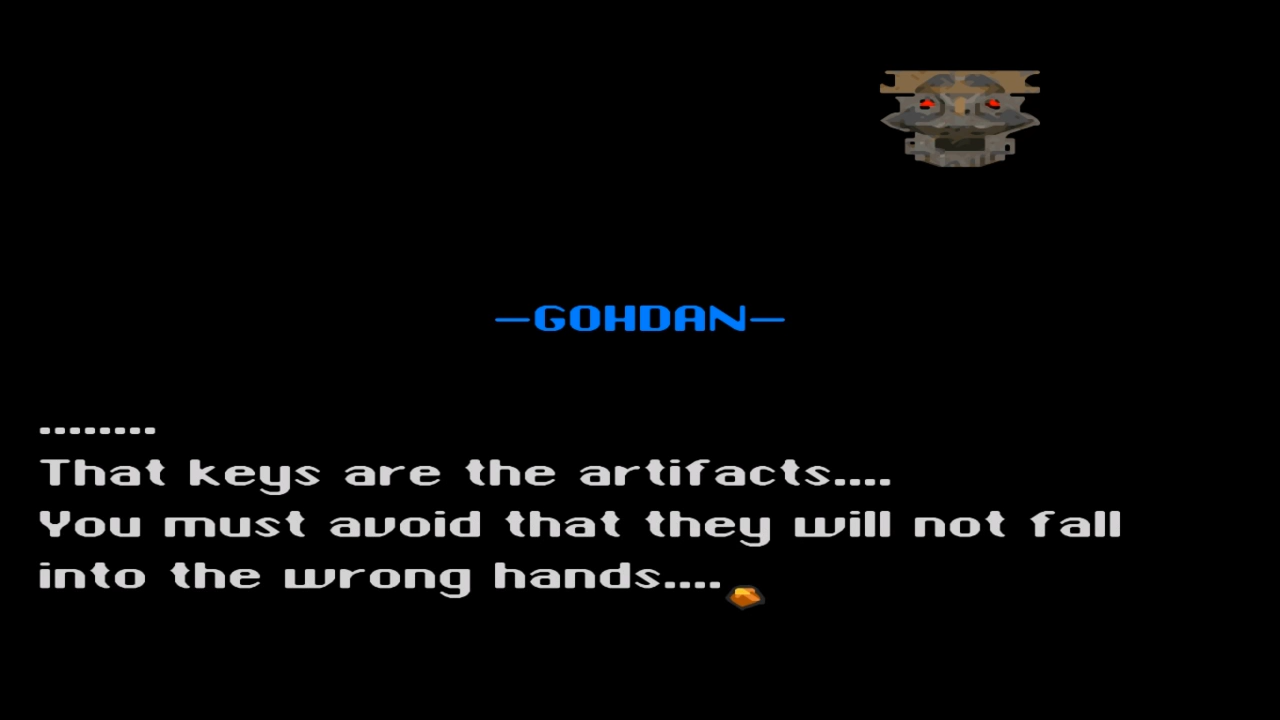 —GOHDAN—
........
That keys are the artifacts....
You must avoid that they will not fall
into the wrong hands....